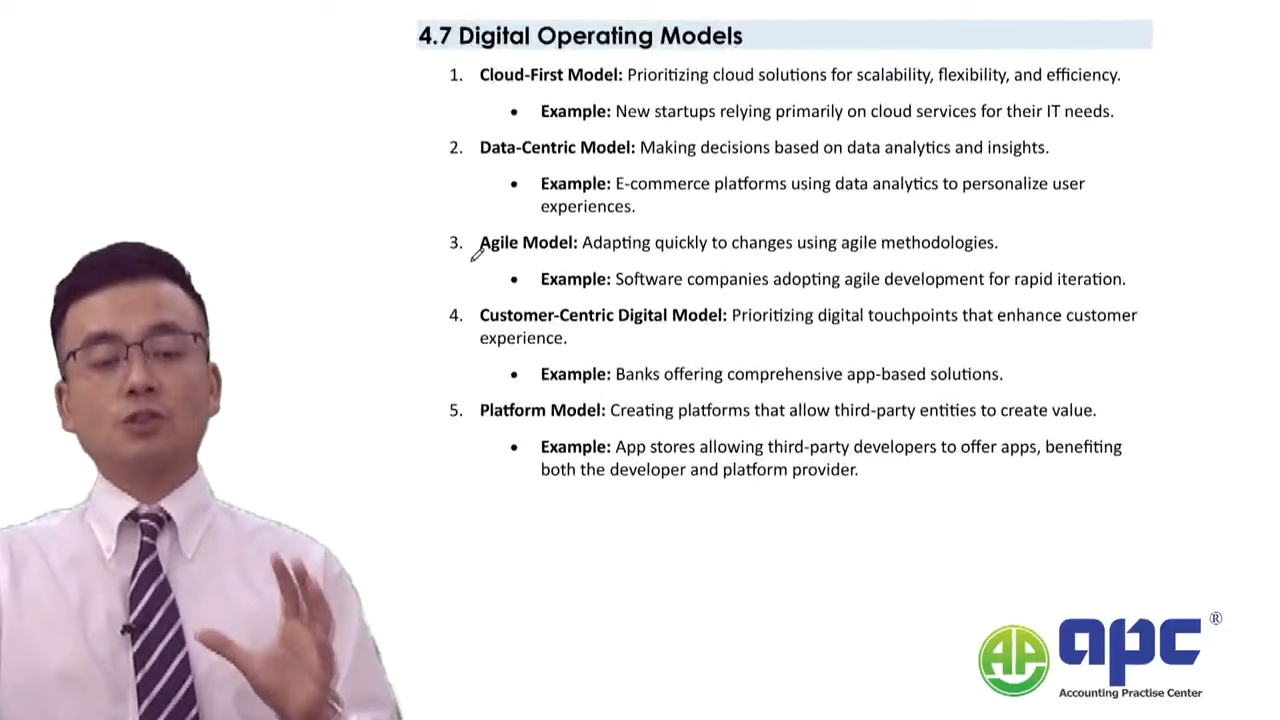 4.7 Digital Operating Models
1. Cloud-First Model: Prioritizing cloud solutions for scalability, flexibility, and efficiency.
• Example: New startups relying primarily on cloud services for their IT needs.
2. Data-Centric Model: Making decisions based on data analytics and insights.
• Example: E-commerce platforms using data analytics to personalize user
experiences.
3. Agile Model: Adapting quickly to changes using agile methodologies.
• Example: Software companies adopting agile development for rapid iteration.
4. Customer-Centric Digital Model: Prioritizing digital touchpoints that enhance customer
experience.
• Example: Banks offering comprehensive app-based solutions.
5. Platform Model: Creating platforms that allow third-party entities to create value.
• Example: App stores allowing third-party developers to offer apps, benefiting
both the developer and platform provider.
AP
apc®
Accounting Practise Center